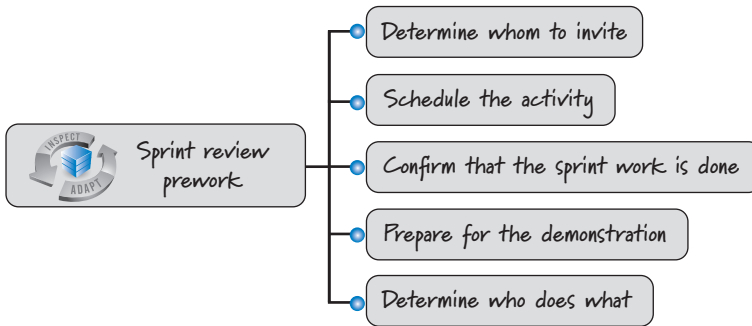 Determine whom to invite
Schedule the activity
INSPECT
ADAPT
Sprint review
prework
Confirm that the sprint work is done
Prepare for the demonstration
Determine who does what